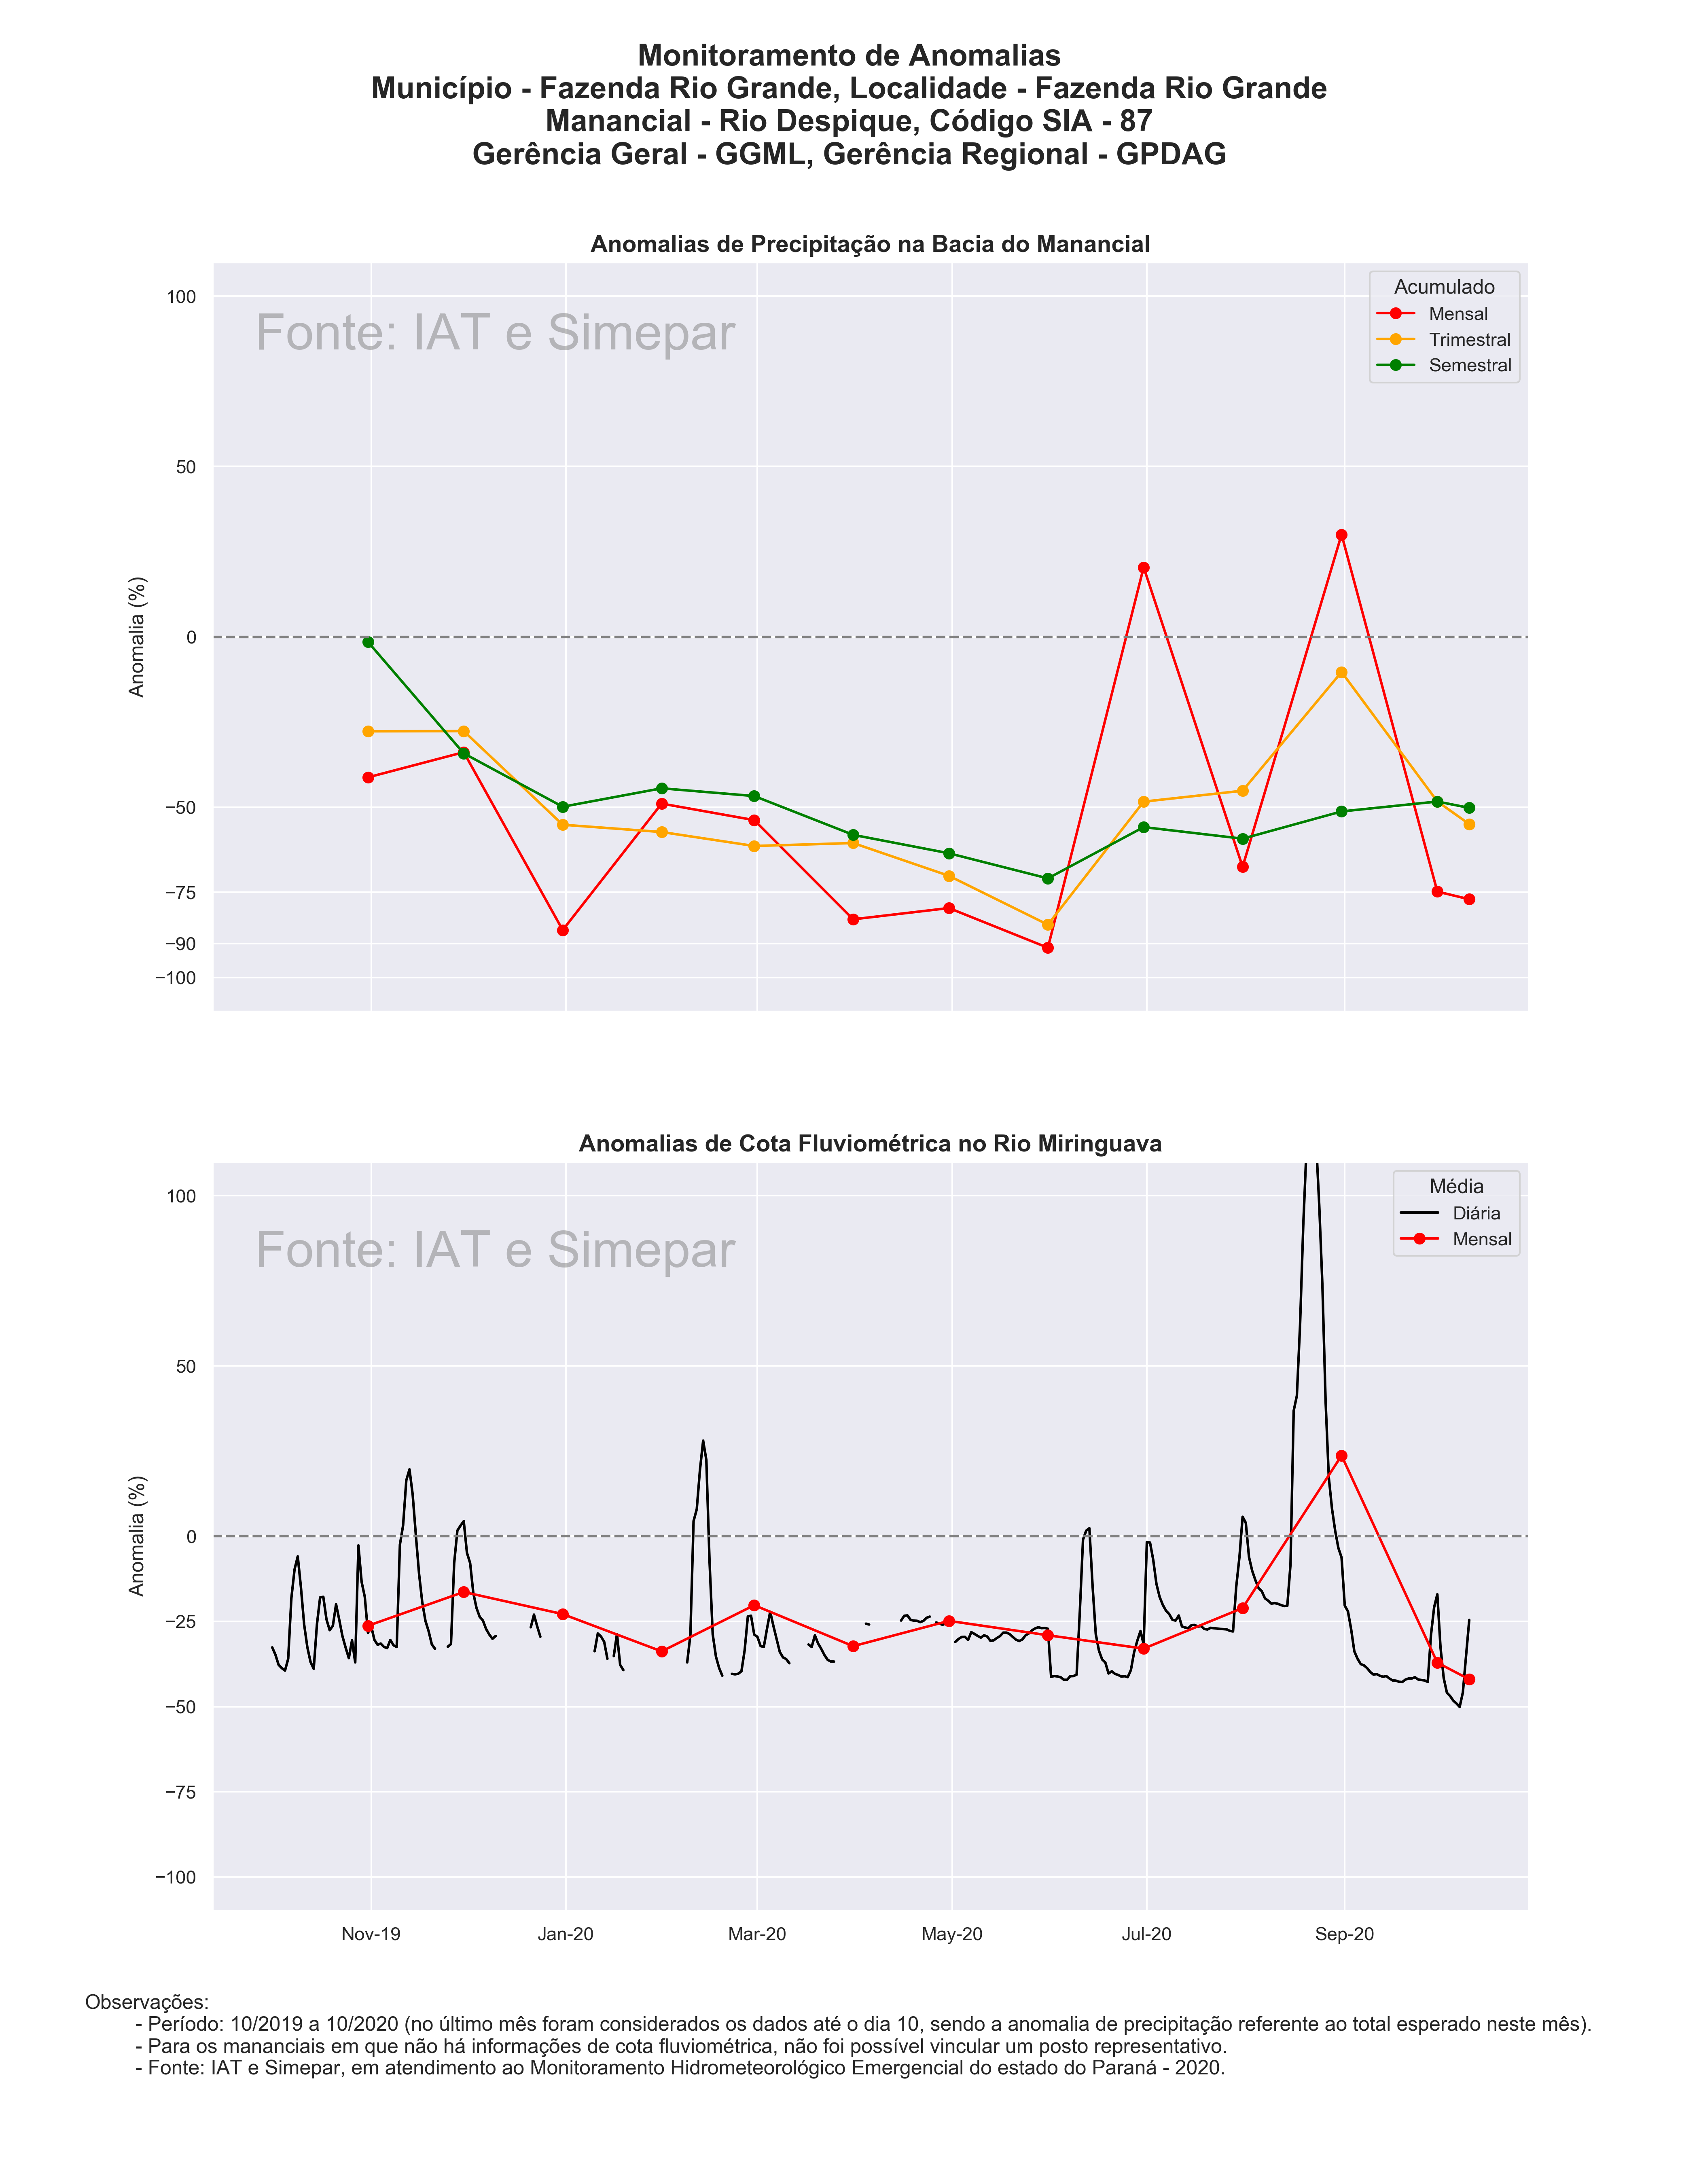 Monitoramento de Anomalias
Município - Fazenda Rio Grande, Localidade - Fazenda Rio Grande
Manancial - Rio Despique, Código SIA - 87
Gerência Geral - GGML, Gerência Regional - GPDAG
Anomalias de Precipitação na Bacia do Manancial
Fonte: IAT e Simepar
Acumulado
Mensal
Trimestral
Semestral
Anomalia (%)
100
50
0
−50
−75
−90
−100
Anomalias de Cota Fluviométrica no Rio Miringuava
Fonte: IAT e Simepar
Média
Diária
Mensal
Anomalia (%)
100
50
0
−25
−50
−75
−100
Nov-19 Jan-20 Mar-20 May-20 Jul-20 Sep-20
Observações:
- Período: 10/2019 a 10/2020 (no último mês foram considerados os dados até o dia 10, sendo a anomalia de precipitação referente ao total esperado neste mês).
- Para os mananciais em que não há informações de cota fluviométrica, não foi possível vincular um posto representativo.
- Fonte: IAT e Simepar, em atendimento ao Monitoramento Hidrometeorológico Emergencial do estado do Paraná - 2020.